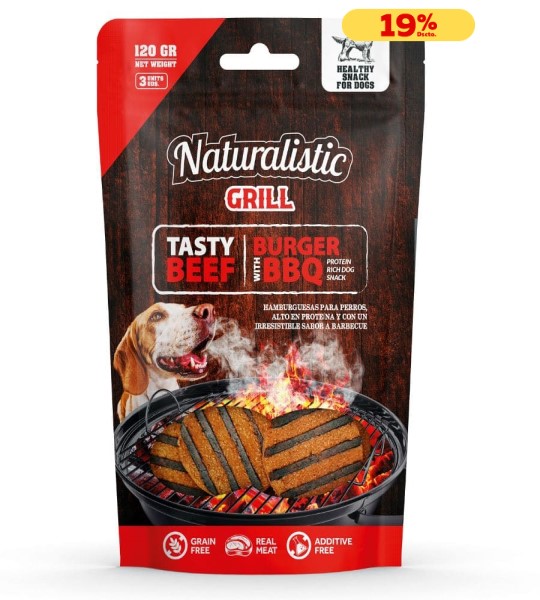 19%
Dscto.
120 GR
NET WEIGHT
3 UNITS
UDS.
HEALTHY
SNACK
FOR DOGS
Naturalistic
GRILL
TASTY
BEEF
BURGER
WITH
BBQ
PROTEIN
RICH DOG
SNACK
HAMBURGUESAS PARA PERROS,
ALTO EN PROTEINA Y CON UN
IRRESISTIBLE SABOR A BARBECUE
GRAIN
FREE
REAL
MEAT
ADDITIVE
FREE